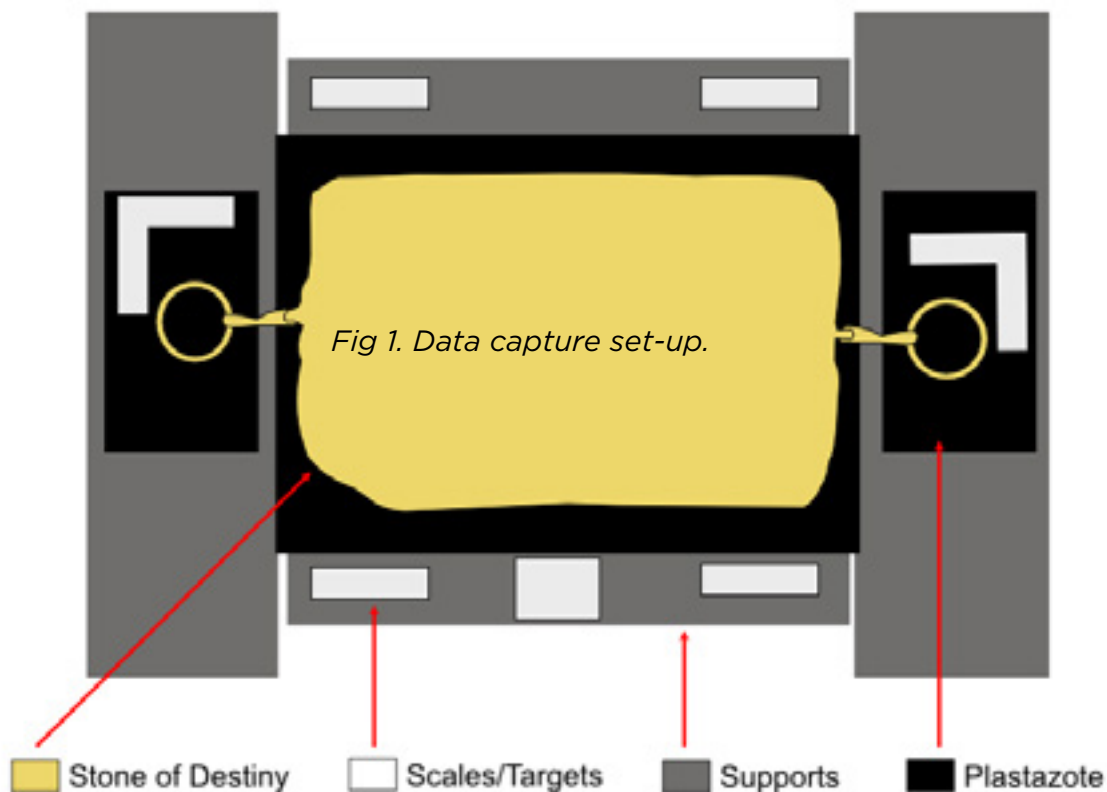 Fig 1. Data capture set-up.
Stone of Destiny
Scales/Targets
Supports
Plastazote